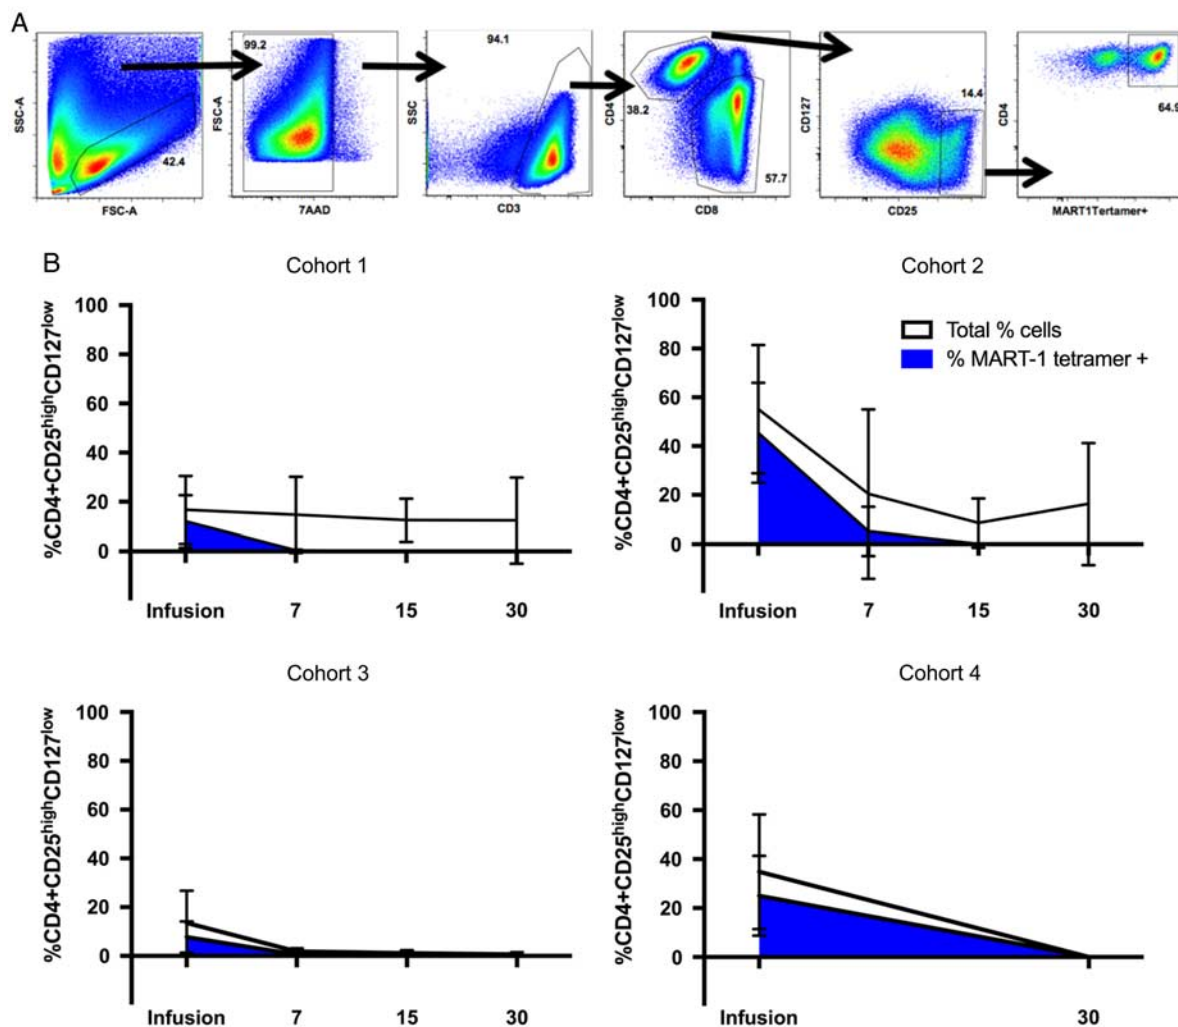 A
SSC-A
42.4
FSC-A
99.2
FSC-A
7AAD
94.1
SSC
CD3
CD4
38.2
57.7
CD8
CD127
14.4
CD25
CD4
64.9
MART1Tertamer+
B
Cohort 1
%CD4+CD25highCD127low
100
80
60
40
20
0
Infusion 7 15 30
Cohort 2
%CD4+CD25highCD127low
100
80
60
40
20
0
Total % cells
% MART-1 tetramer +
Infusion 7 15 30
Cohort 3
%CD4+CD25highCD127low
100
80
60
40
20
0
Infusion 7 15 30
Cohort 4
%CD4+CD25highCD127low
100
80
60
40
20
0
Infusion 30